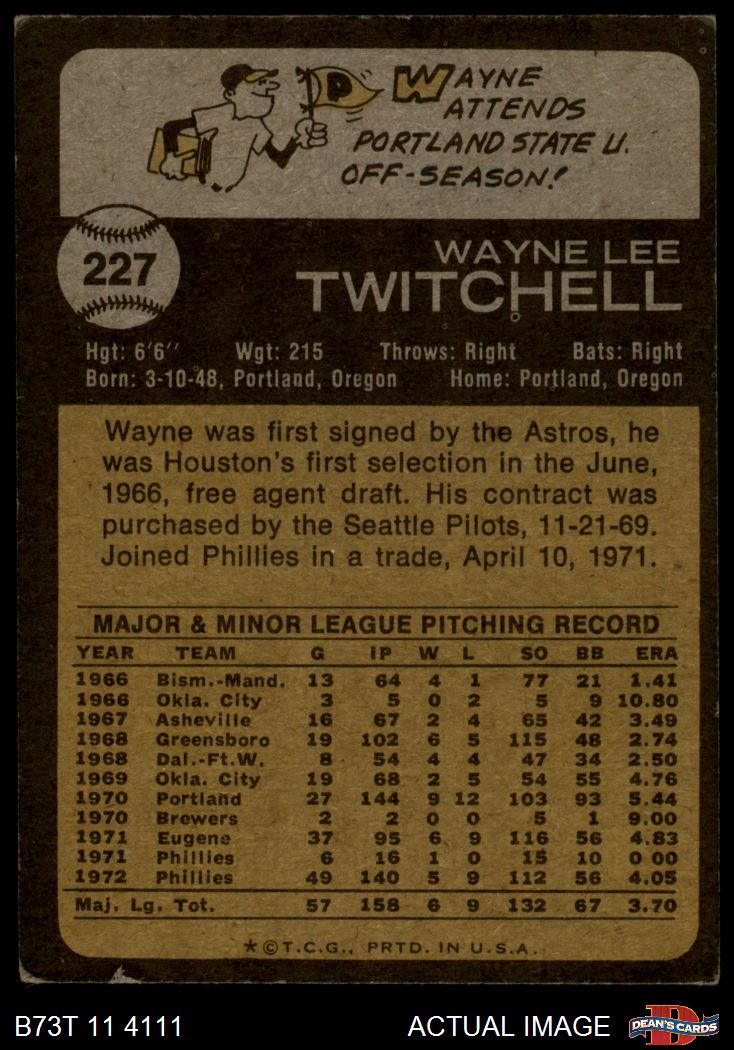 P
WAYNE
ATTENDS
PORTLAND STATE U.
OFF-SEASON!
227
WAYNE LEE
TWITCHELL
Hgt: 6'6" Wgt: 215 Throws: Right Bats: Right
Born: 3-10-48, Portland, Oregon Home: Portland, Oregon
Wayne was first signed by the Astros, he
was Houston's first selection in the June,
1966, free agent draft. His contract was
purchased by the Seattle Pilots, 11-21-69.
Joined Phillies in a trade, April 10, 1971.
MAJOR & MINOR LEAGUE PITCHING RECORD
YEAR TEAM G IP W L SO BB ERA
1966 Bism.-Mand. 13 64 4 1 77 21 1.41
1966 Okla. City 3 5 0 2 5 9 10.80
1967 Asheville 16 67 2 4 65 42 3.49
1968 Greensboro 19 102 6 5 115 48 2.74
1968 Dal.-Ft.W. 8 54 4 4 47 34 2.50
1969 Okla. City 19 68 2 5 54 55 4.76
1970 Portland 27 144 9 12 103 93 5.44
1970 Brewers 2 2 0 0 5 1 9.00
1971 Eugene 37 95 6 9 116 56 4.83
1971 Phillies 6 16 1 0 15 10 0 00
1972 Phillies 49 140 5 9 112 56 4.05
Maj. Lg. Tot. 57 158 6 9 132 67 3.70
*©T.C.G., PRTD. IN U.S.A.
B73T 11 4111 ACTUAL IMAGE D DEAN'S CARDS